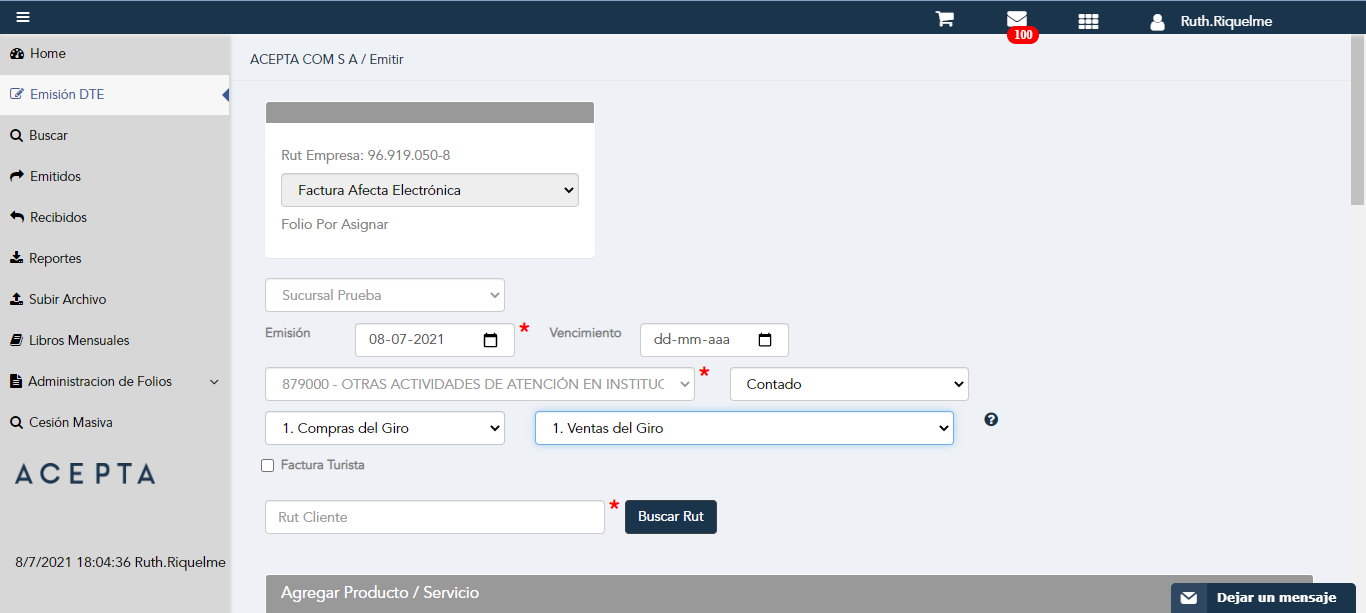 100
Ruth.Riquelme
Home
Emisión DTE
Buscar
Emitidos
Recibidos
Reportes
Subir Archivo
Libros Mensuales
Administracion de Folios
Cesión Masiva
ACEPTA
8/7/2021 18:04:36 Ruth.Riquelme
ACEPTA COM S A / Emitir
Rut Empresa: 96.919.050-8
Factura Afecta Electrónica
Folio Por Asignar
Sucursal Prueba
Emisión 08-07-2021 * Vencimiento dd-mm-aaa
879000 - OTRAS ACTIVIDADES DE ATENCIÓN EN INSTITUC * Contado
1. Compras del Giro 1. Ventas del Giro ?
Factura Turista
Rut Cliente * Buscar Rut
Agregar Producto / Servicio
Dejar un mensaje